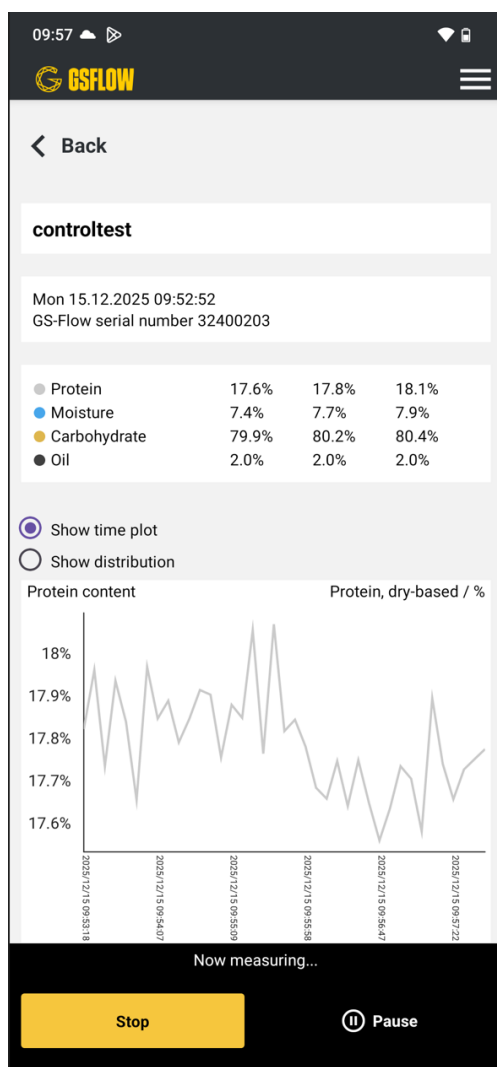 09:57
GSFLOW
Back
controltest
Mon 15.12.2025 09:52:52
GS-Flow serial number 32400203
Protein 17.6% 17.8% 18.1%
Moisture 7.4% 7.7% 7.9%
Carbohydrate 79.9% 80.2% 80.4%
Oil 2.0% 2.0% 2.0%
Show time plot
Show distribution
Protein content Protein, dry-based / %
18%
17.9%
17.8%
17.7%
17.6%
2025/12/15 09:53:18
2025/12/15 09:54:07
2025/12/15 09:55:09
2025/12/15 09:55:58
2025/12/15 09:56:47
2025/12/15 09:57:22
Now measuring...
Stop
Pause